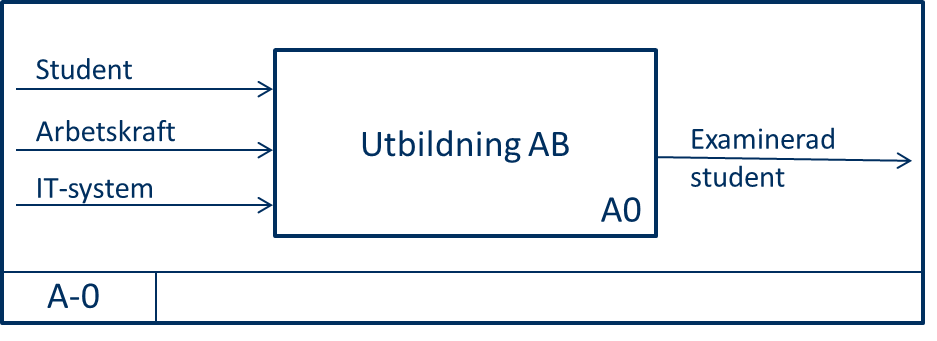 Student
Arbetskraft
IT-system
Utbildning AB
A0
Examinerad
student
A-0